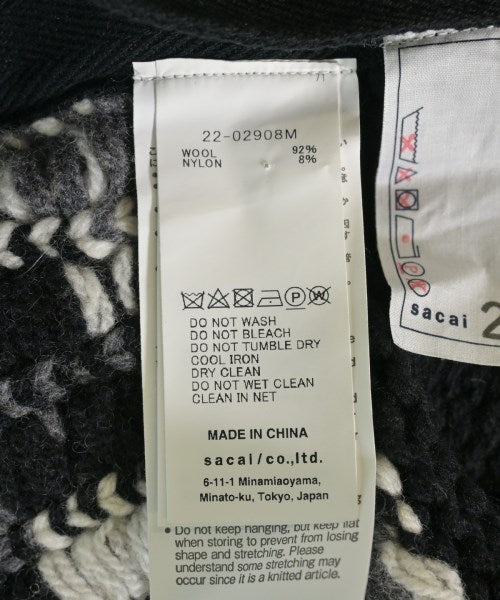 22-02908M
WOOL 92%
NYLON 8%
DO NOT WASH
DO NOT BLEACH
DO NOT TUMBLE DRY
COOL IRON
DRY CLEAN
DO NOT WET CLEAN
CLEAN IN NET
MADE IN CHINA
sacai/co.,ltd.
6-11-1 Minamiaoyama,
Minato-ku, Tokyo, Japan
• Do not keep hanging, but keep flat
when storing to prevent from losing
shape and stretching. Please
understand some stretching may
occur since it is a knitted article.
sacai
sacai
2